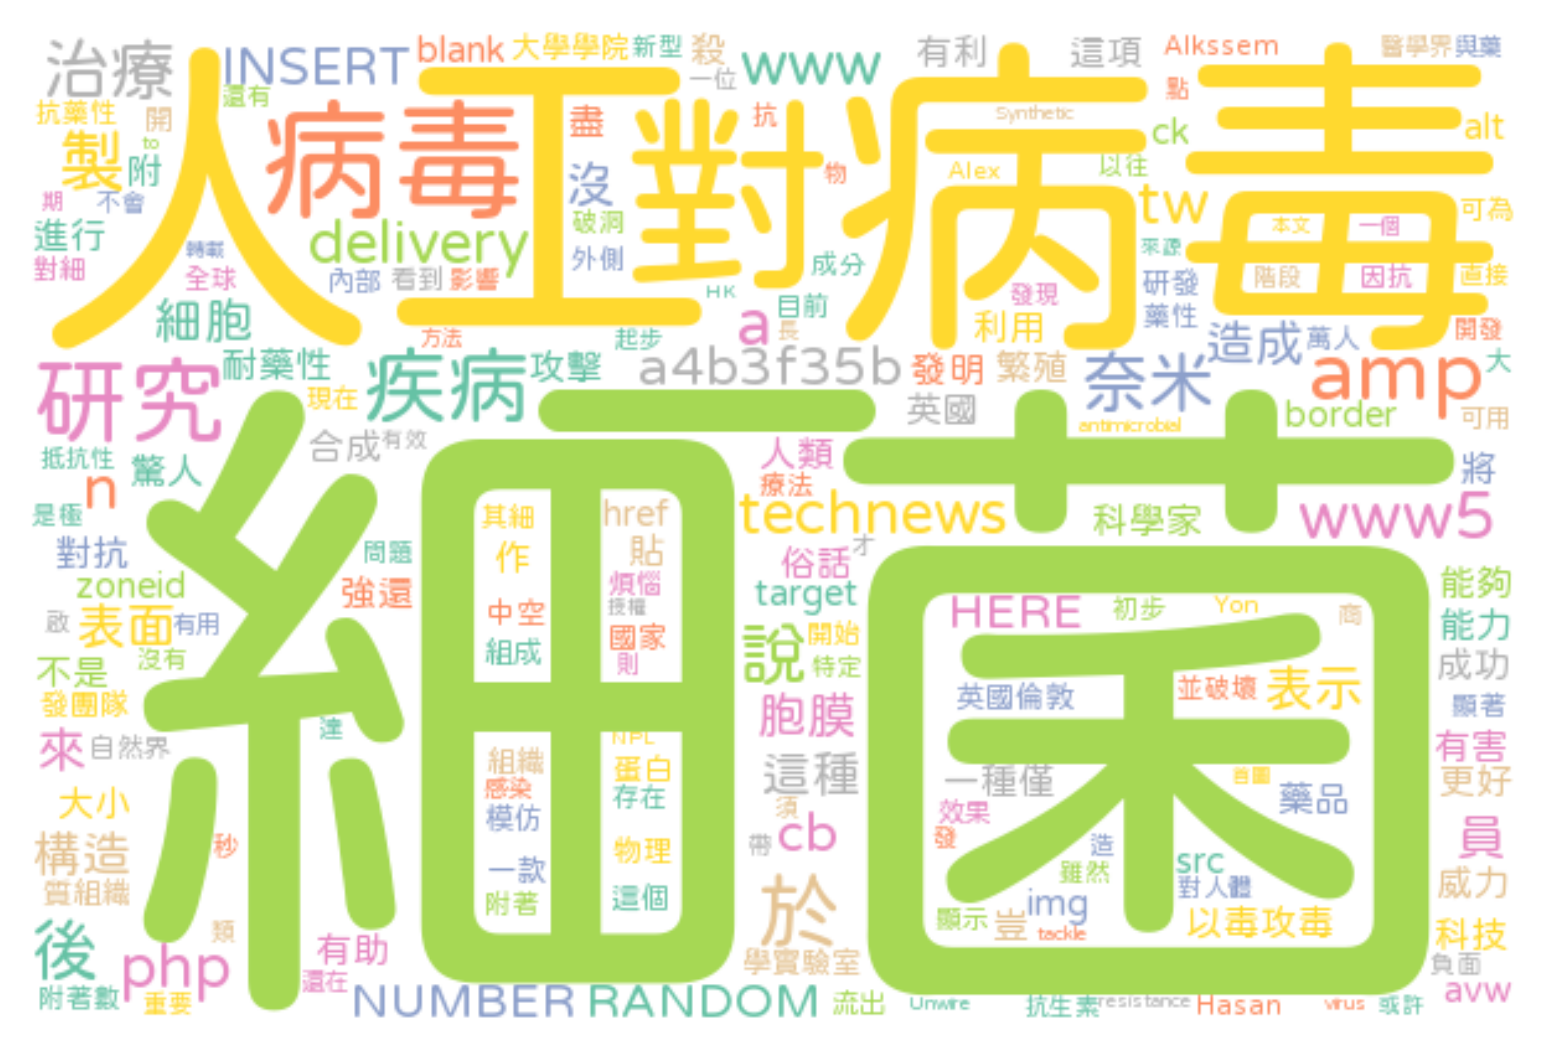 治療 INSERT blank 大學學院 新型 殺 www 有利 這項 Alkssem 醫學界 與藥
人工對病毒
還有 一位 點
抗藥性 開 病毒 盡 抗 Synthetic ck alt
製 附 to 沒 物 Alex 以往
期 不會 delivery 破洞 tw 可為
進行 轉載 外側 成分 來源 本文 一個
對細 全球 內部 看到 影響 HK 發現 研發 階段 因抗 直接
細胞 方法 起步 a 目前 長 利用 藥性 造成 萬人 開發
研究 耐藥性 疾病 攻擊 a4b3f35b 發明 繁殖 奈米 amp 大
現在 英國 border 可用
合成 有效 antimicrobial
細菌
抵抗性 驚人 人類 將
n 療法
是極 其細 href technews 科學家 www5
對抗 問題 作 貼 俗話 才
zoneid 強還 煩惱 target 能夠
啟 表面 有用 中空 授權 HERE 初步 Yon 商
沒有 組成 國家 說 開始 能力
不是 則 特定 成功
發團隊 胞膜 英國倫敦 並破壞 表示 顯著
來 自然界 達 NPL 有害
組織 蛋白 這種 一種僅 首圖 更好
大小 感染 存在 須 效果 藥品
構造 秒 模仿 帶 cb 發 造 員
質組織 一款 物理 雖然 src 對人體 威力
附著 這個 於 img
後 類 有助 顯示 豈 tackle 以毒攻毒 科技
php 還在 學實驗室 負面
附著數 重要 NUMBER RANDOM 流出 Unwire 抗生素 resistance Hasan virus 或許 avw